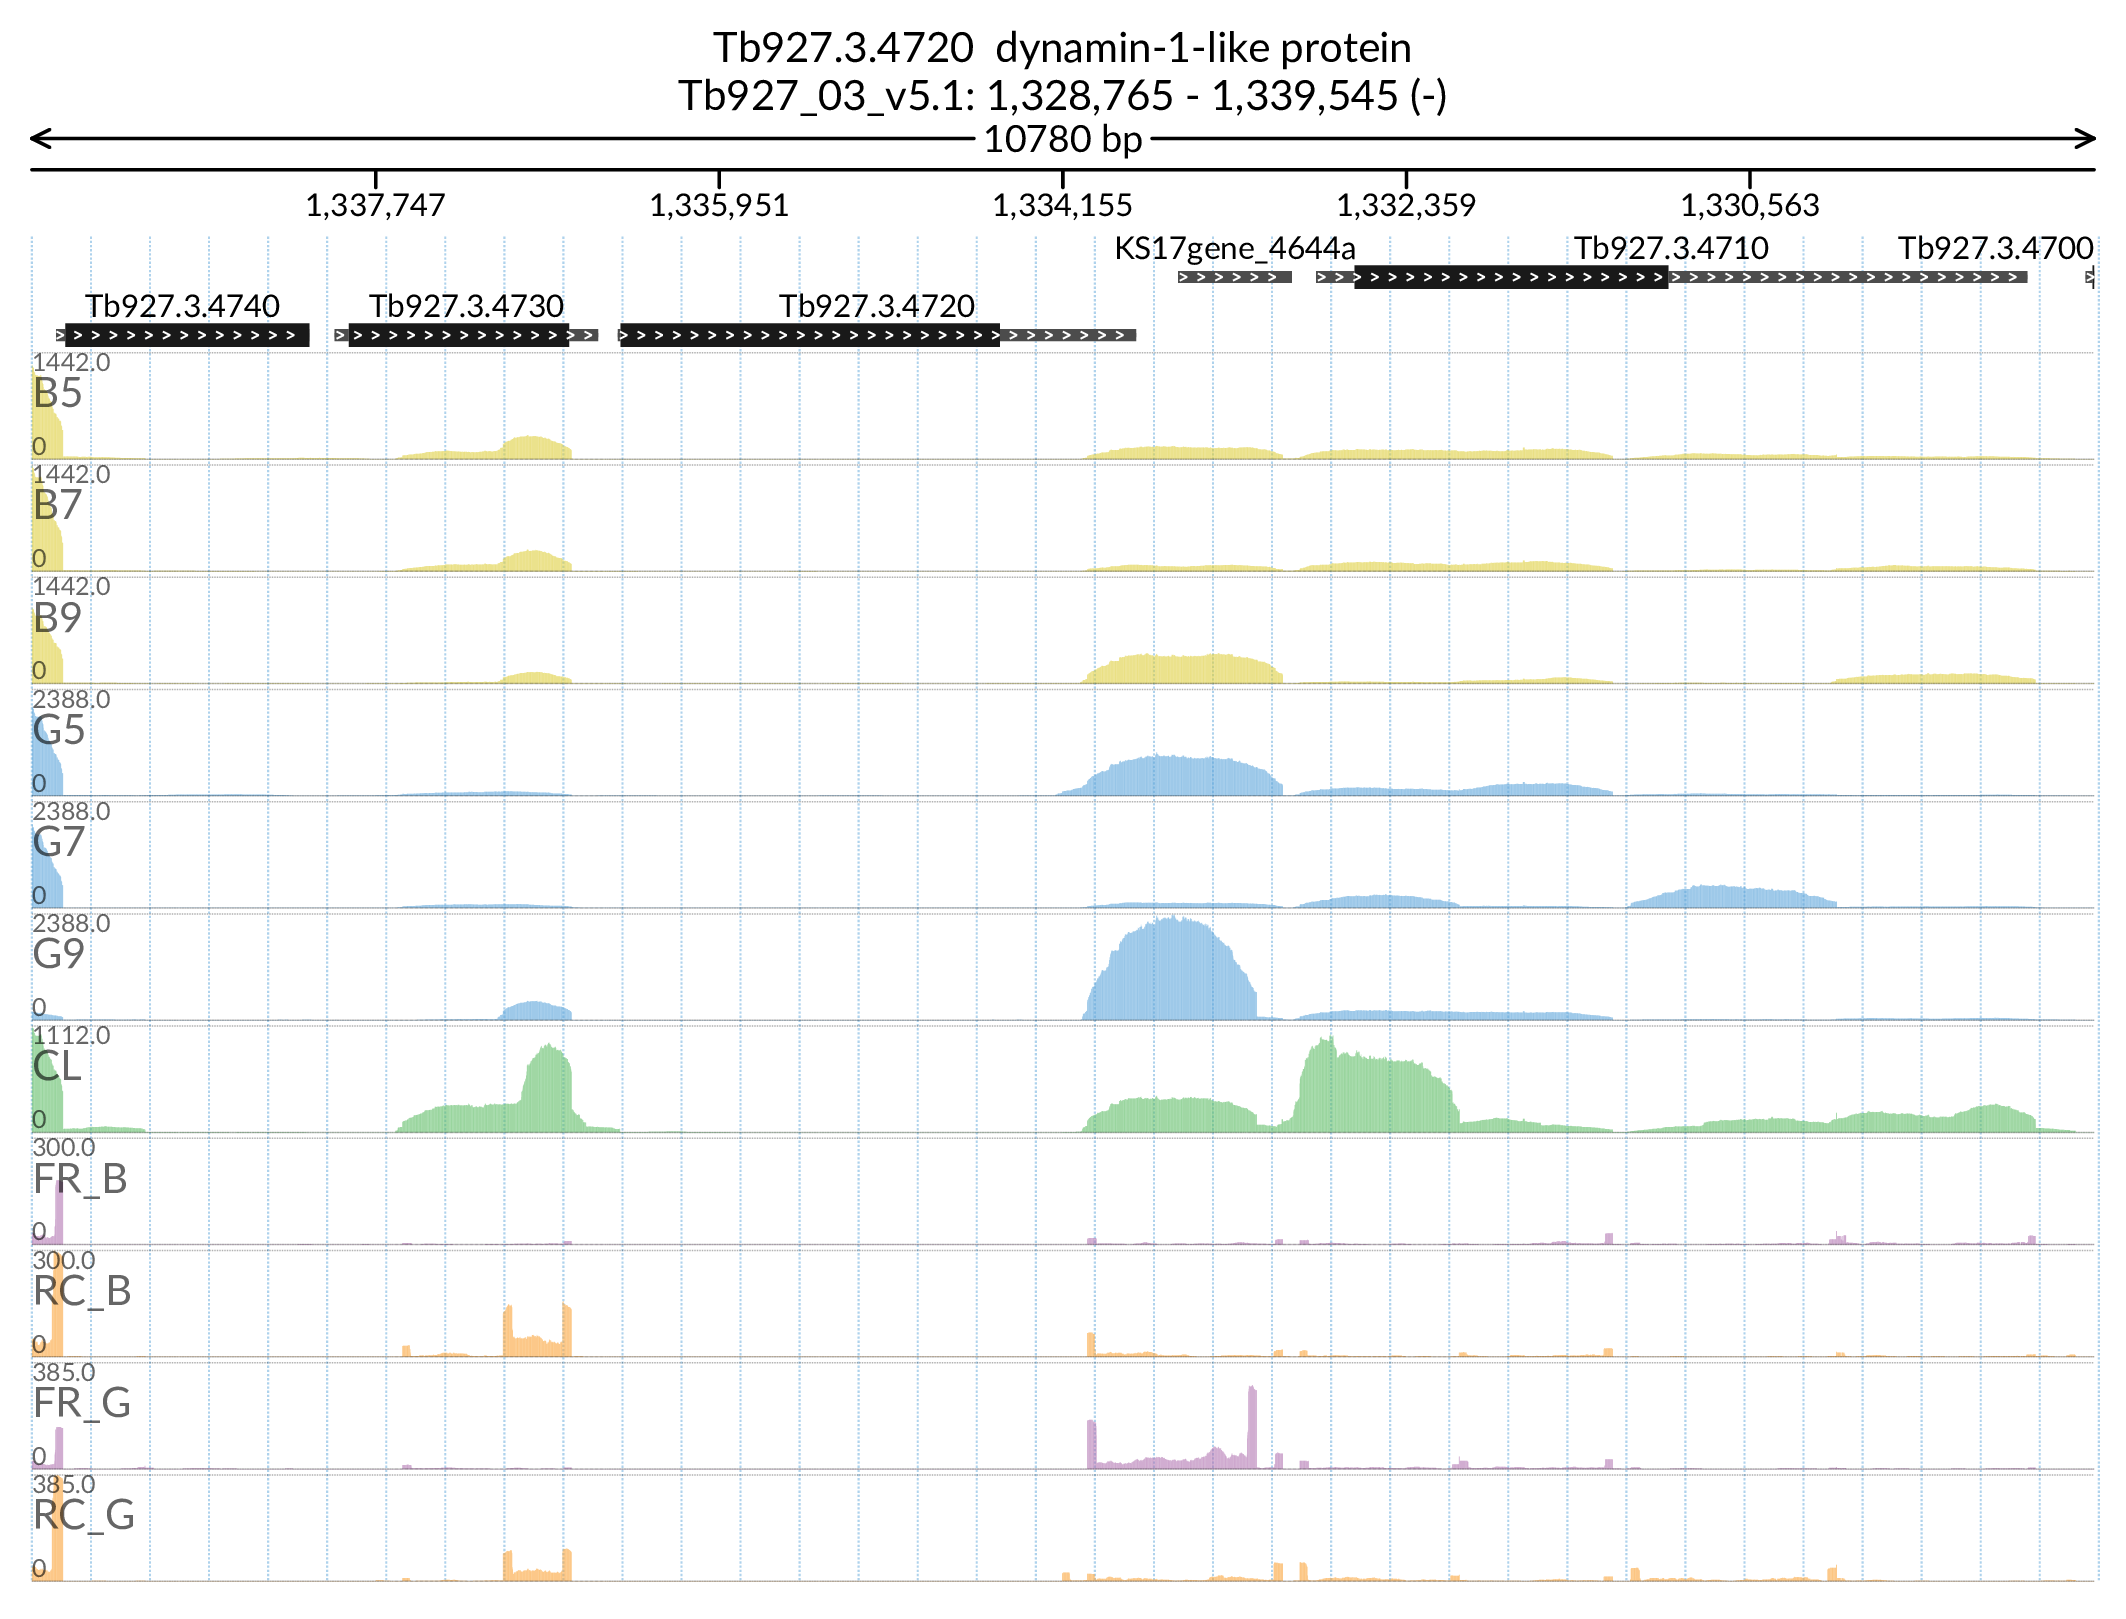 Tb927.3.4720  dynamin-1-like protein
Tb927_03_v5.1: 1,328,765 - 1,339,545 (-)
10780 bp
1,337,747 1,335,951 1,334,155 1,332,359 1,330,563
KS17gene_4644a Tb927.3.4710 Tb927.3.4700
Tb927.3.4740 Tb927.3.4730 Tb927.3.4720
1442.0
B5
0
1442.0
B7
0
1442.0
B9
0
2388.0
G5
0
2388.0
G7
0
2388.0
G9
0
1112.0
CL
0
300.0
FR_B
0
300.0
RC_B
0
385.0
FR_G
0
385.0
RC_G
0